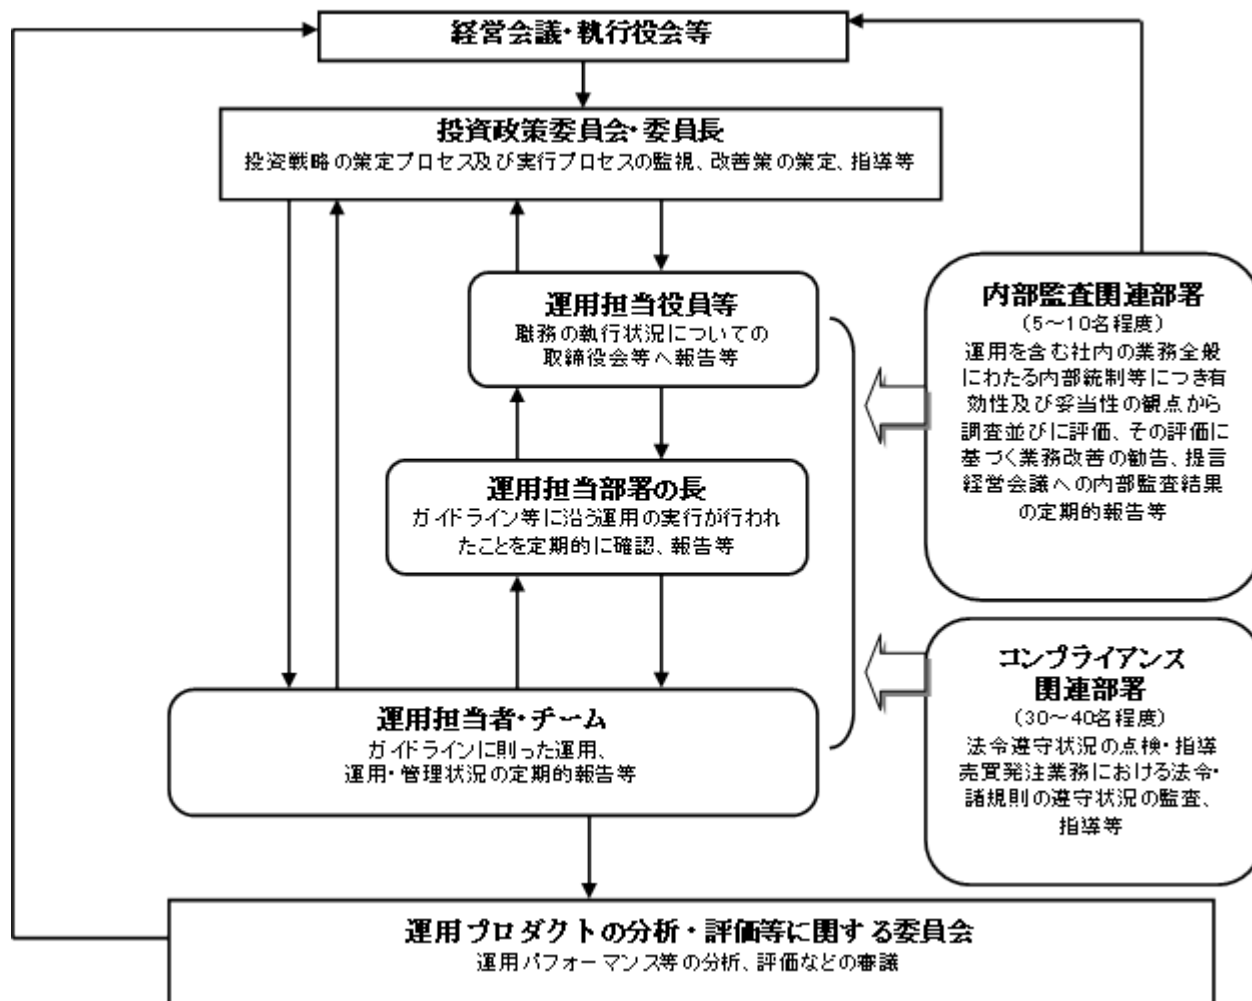 経営会議・執行役会等
投資政策委員会・委員長
投資戦略の策定プロセス及び実行プロセスの監視、改善策の策定、指導等
運用担当役員等
職務の執行状況についての
取締役会等へ報告等
運用担当部署の長
ガイドライン等に沿う運用の実行が行われ
たことを定期的に確認、報告等
運用担当者・チーム
ガイドラインに則った運用、
運用・管理状況の定期的報告等
内部監査関連部署
（5～10名程度）
運用を含む社内の業務全般
にわたる内部統制等につき有
効性及び妥当性の観点から
調査並びに評価、その評価に
基づく業務改善の勧告、提言
経営会議への内部監査結果
の定期的報告等
コンプライアンス
関連部署
（30～40名程度）
法令遵守状況の点検・指導
売買発注業務における法令・
諸規則の遵守状況の監査、
指導等
運用プロダクトの分析・評価等に関する委員会
運用パフォーマンス等の分析、評価などの審議